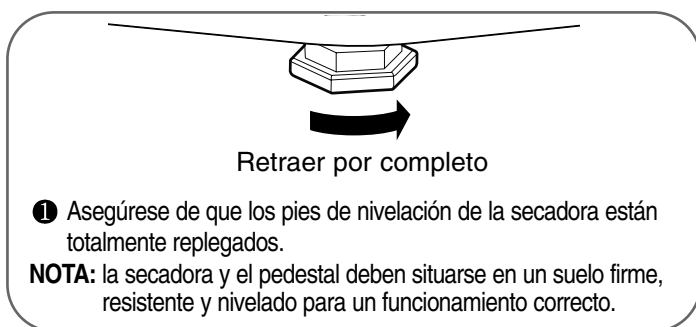 Retraer por completo
❶ Asegúrese de que los pies de nivelación de la secadora están
totalmente replegados.
NOTA: la secadora y el pedestal deben situarse en un suelo firme,
resistente y nivelado para un funcionamiento correcto.